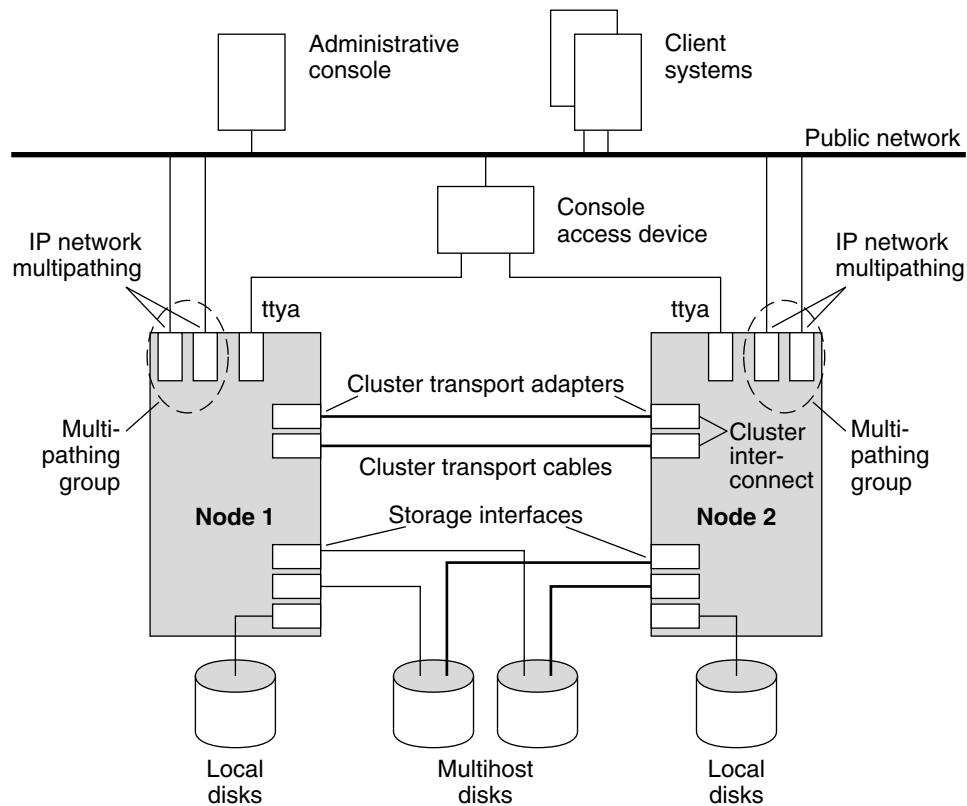 Administrative
console
Client
systems
Public network
Console
access device
IP network
multipathing
IP network
multipathing
ttya
ttya
Cluster transport adapters
Multi-
pathing
group
Cluster
inter-
connect
Multi-
pathing
group
Cluster transport cables
Node 1
Storage interfaces
Node 2
Local
disks
Multihost
disks
Local
disks